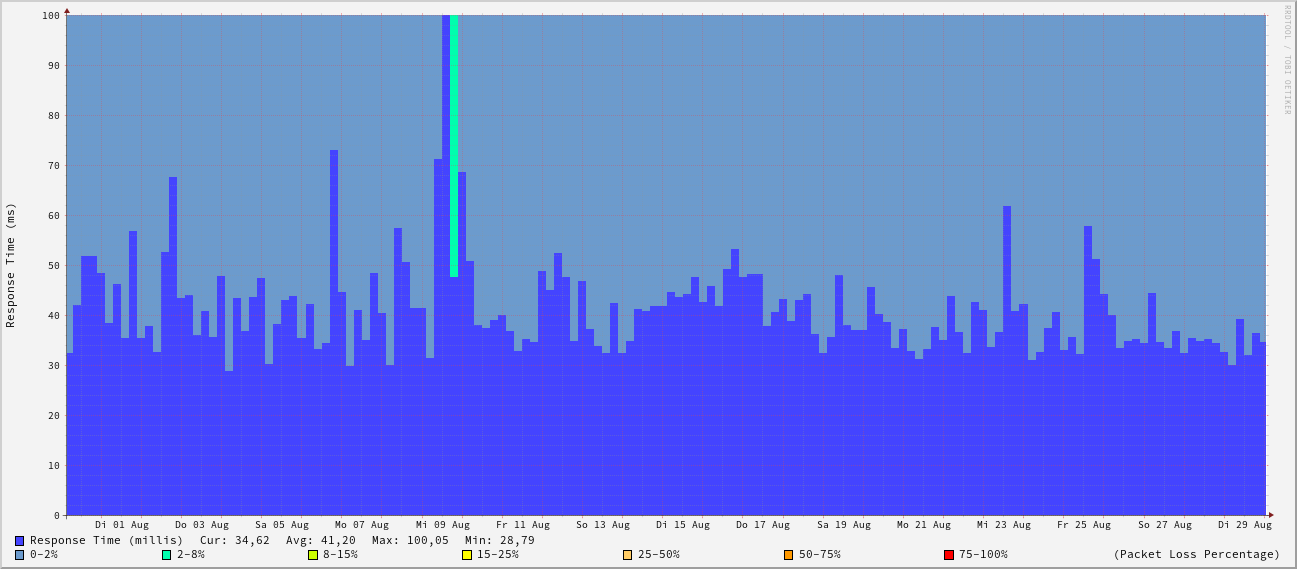 RRDTOOL / TOBI OETIKER
Response Time (ms)
100
90
80
70
60
50
40
30
20
10
0
Di 01 Aug Do 03 Aug Sa 05 Aug Mo 07 Aug Mi 09 Aug Fr 11 Aug So 13 Aug Di 15 Aug Do 17 Aug Sa 19 Aug Mo 21 Aug Mi 23 Aug Fr 25 Aug So 27 Aug Di 29 Aug
Response Time (millis) Cur: 34,62 Avg: 41,20 Max: 100,05 Min: 28,79
0-2% 2-8% 8-15% 15-25% 25-50% 50-75% 75-100% (Packet Loss Percentage)